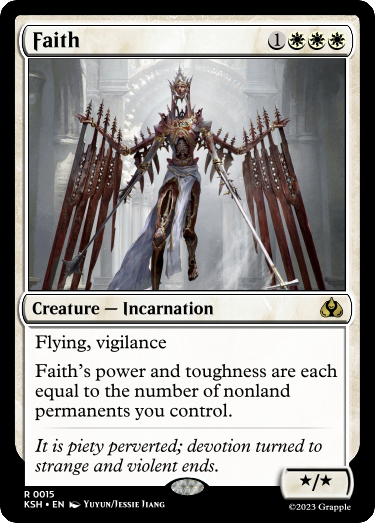 Faith 1
Creature — Incarnation
Flying, vigilance
Faith's power and toughness are each
equal to the number of nonland
permanents you control.
It is piety perverted; devotion turned to
strange and violent ends.
★/★
R 0015
KSH • EN Yuyun/Jessie Jiang
©2023 Grapple